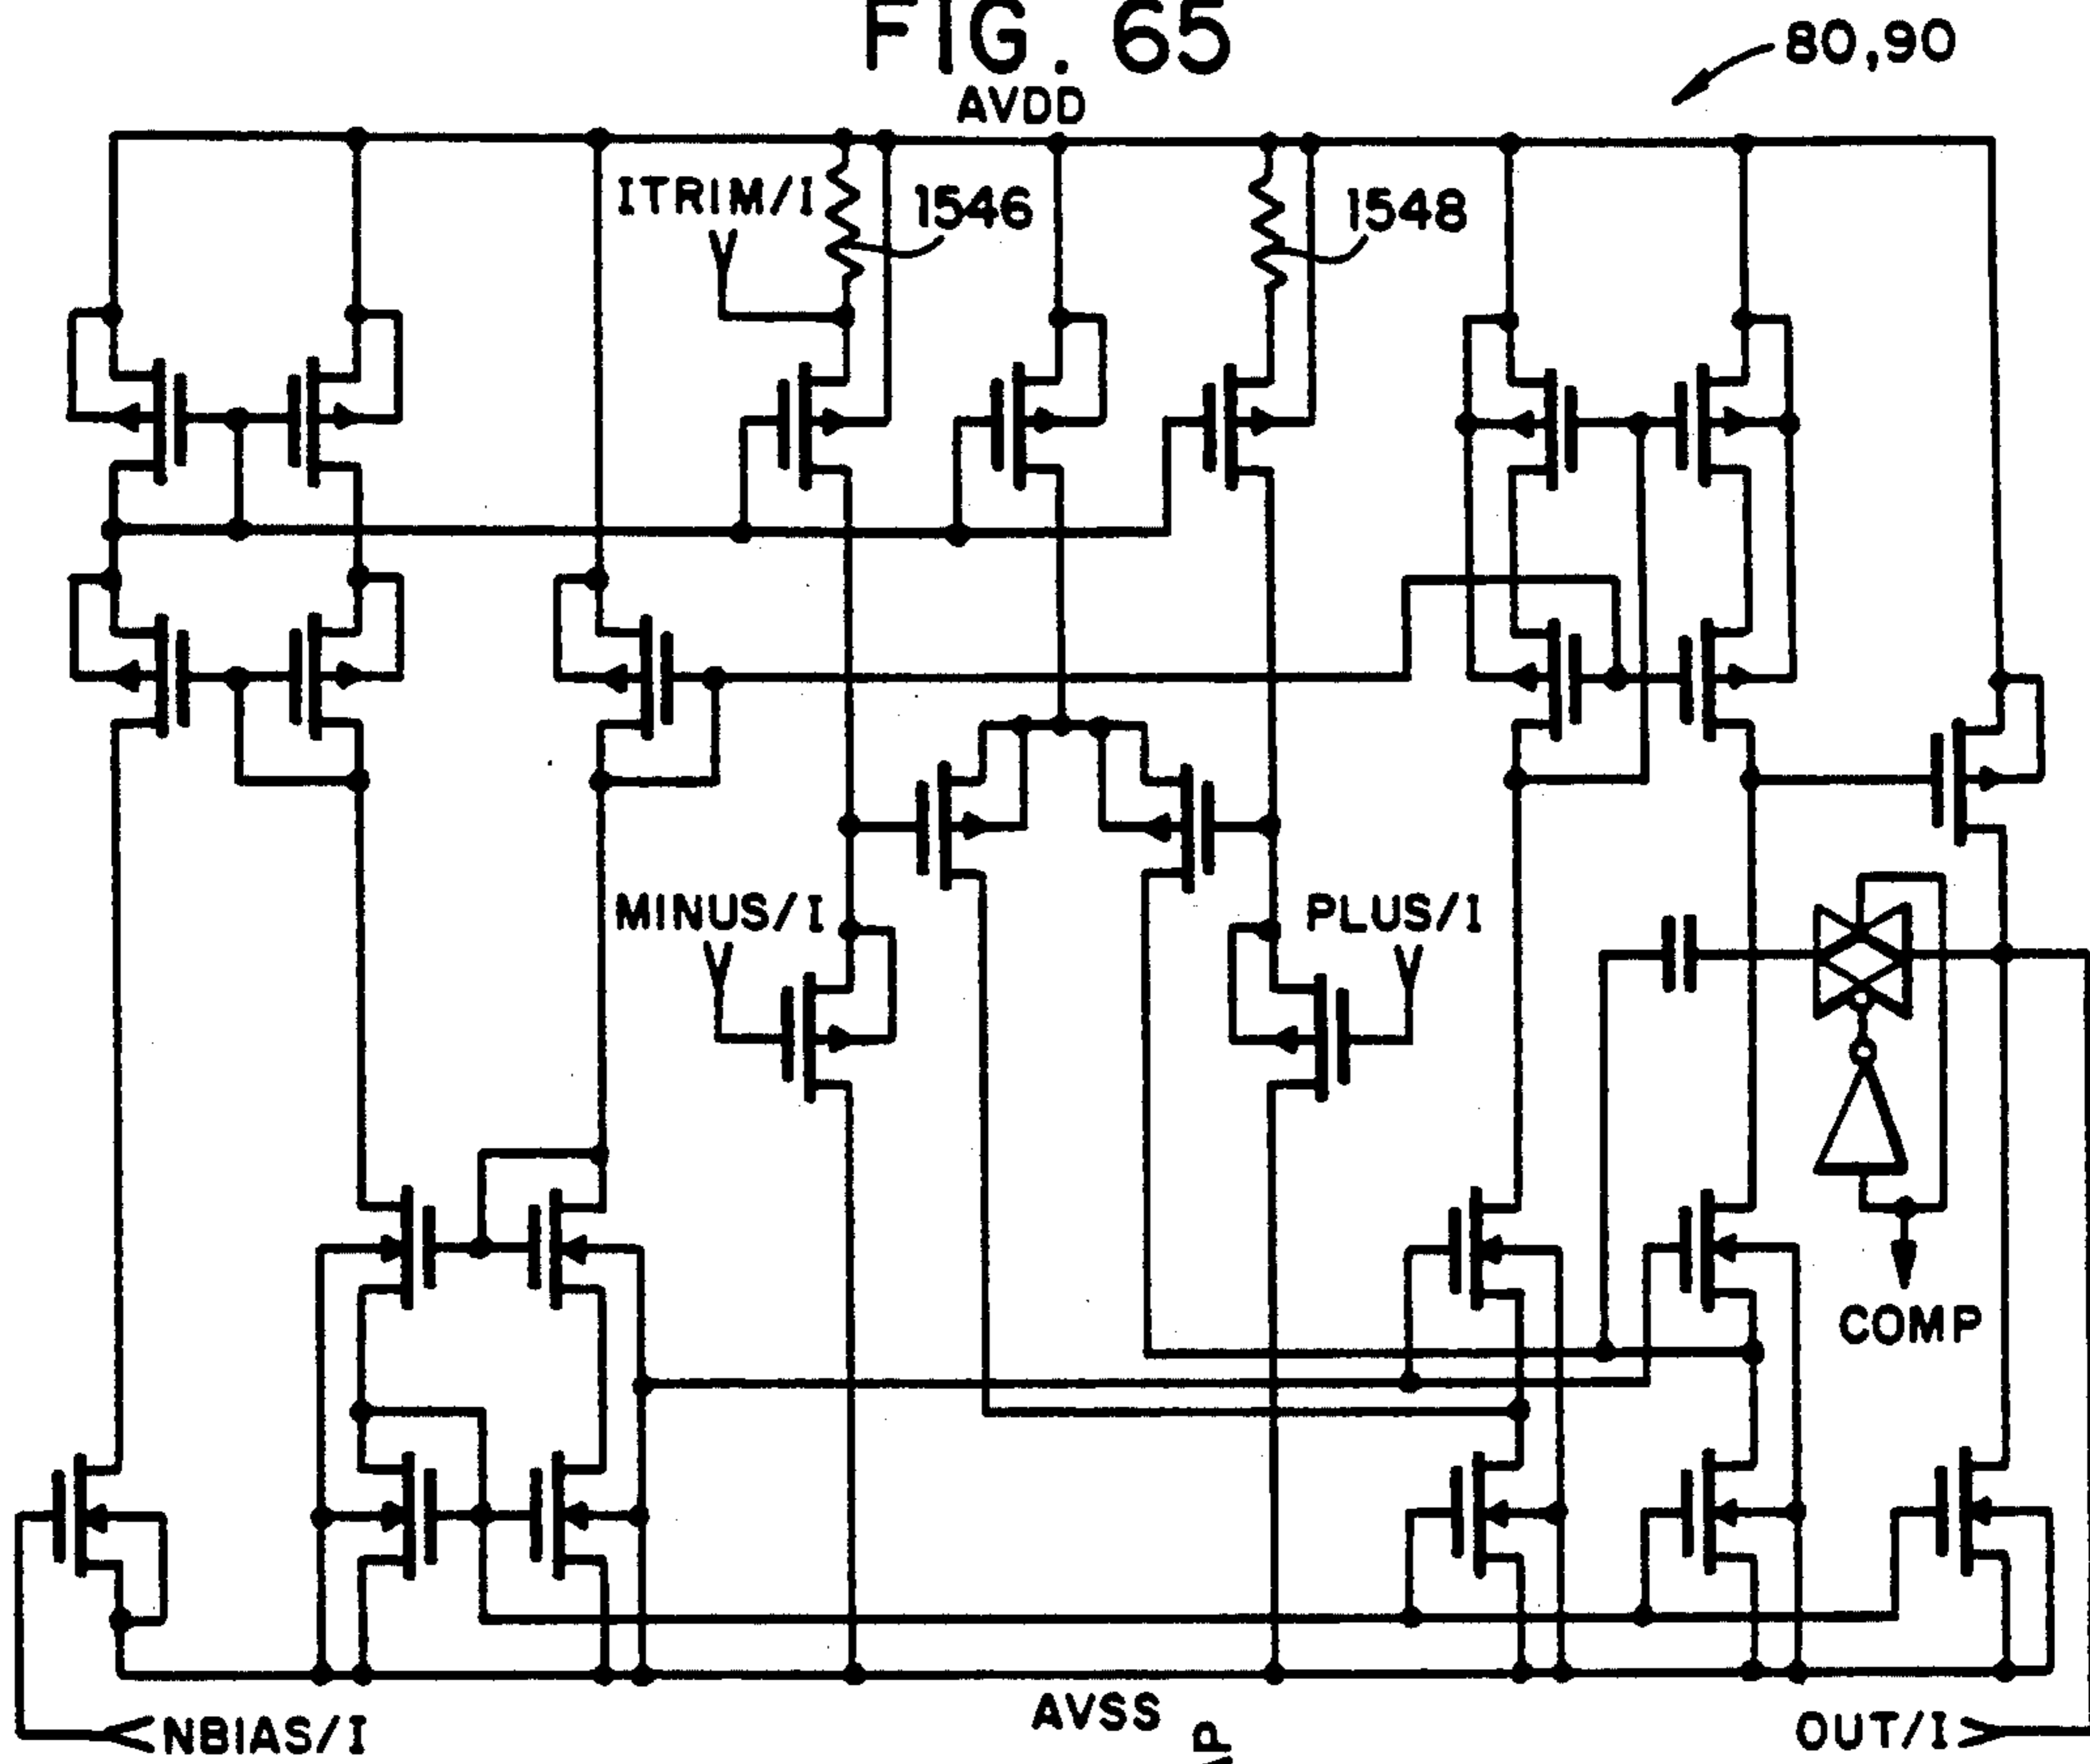 FIG. 65
80,90
AVDD
ITRIM/I
1546
1548
MINUS/I
PLUS/I
COMP
AVSS
NBIAS/I
OUT/I
P